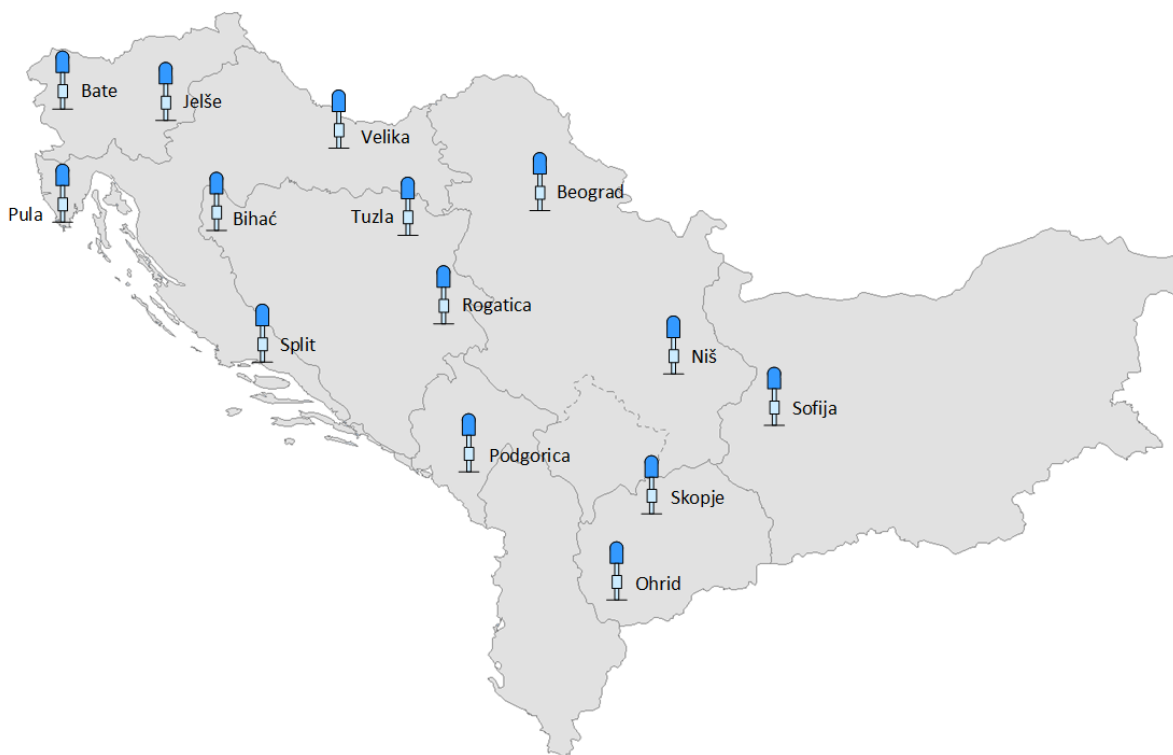 Bate
Jelše
Velika
Beograd
Pula
Bihać
Tuzla
Rogatica
Split
Niš
Sofija
Podgorica
Skopje
Ohrid